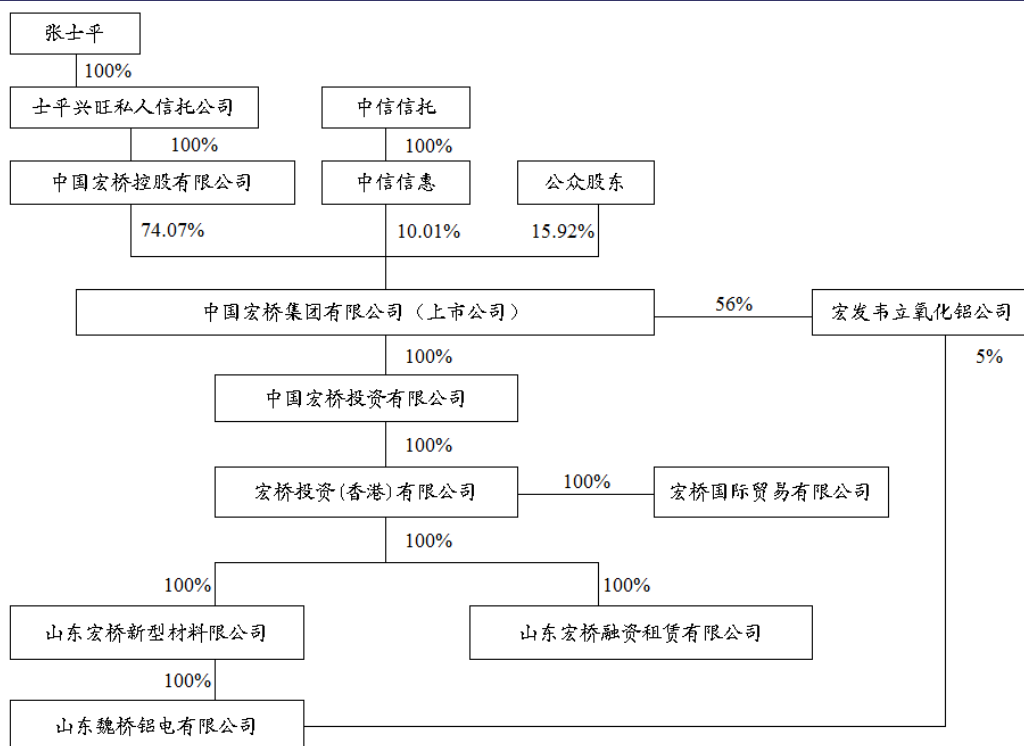 张士平
100%
士平兴旺私人信托公司
中信信托
100%
100%
中国宏桥控股有限公司
中信信惠
公众股东
74.07%
10.01%
15.92%
中国宏桥集团有限公司（上市公司）
56%
宏发韦立氧化铝公司
100%
5%
中国宏桥投资有限公司
100%
宏桥投资(香港)有限公司
100%
宏桥国际贸易有限公司
100%
100%
100%
山东宏桥新型材料限公司
山东宏桥融资租赁有限公司
100%
山东魏桥铝电有限公司